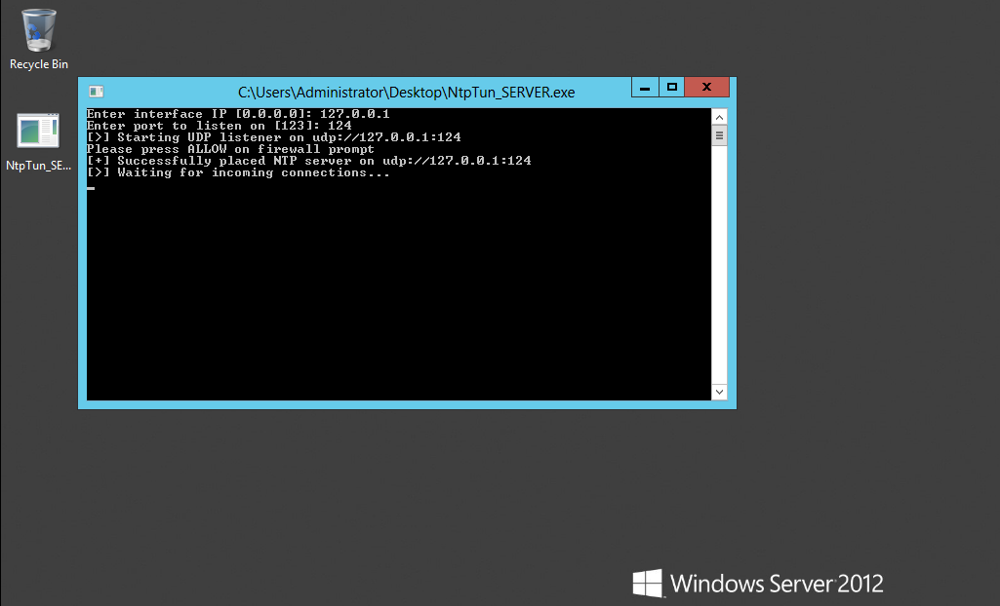 Recycle Bin
NtpTun_SE...
C:\Users\Administrator\Desktop\NtpTun_SERVER.exe
Enter interface IP [0.0.0.0]: 127.0.0.1
Enter port to listen on [123]: 124
[>] Starting UDP listener on udp://127.0.0.1:124
Please press ALLOW on firewall prompt
[+] Successfully placed NTP server on udp://127.0.0.1:124
[>] Waiting for incoming connections...
Windows Server 2012